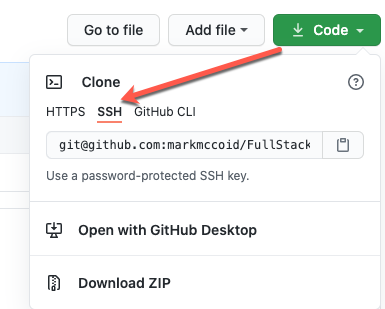 Go to file Add file Code
Clone
HTTPS SSH GitHub CLI
git@github.com:markmccoid/FullStack
Use a password-protected SSH key.
Open with GitHub Desktop
Download ZIP